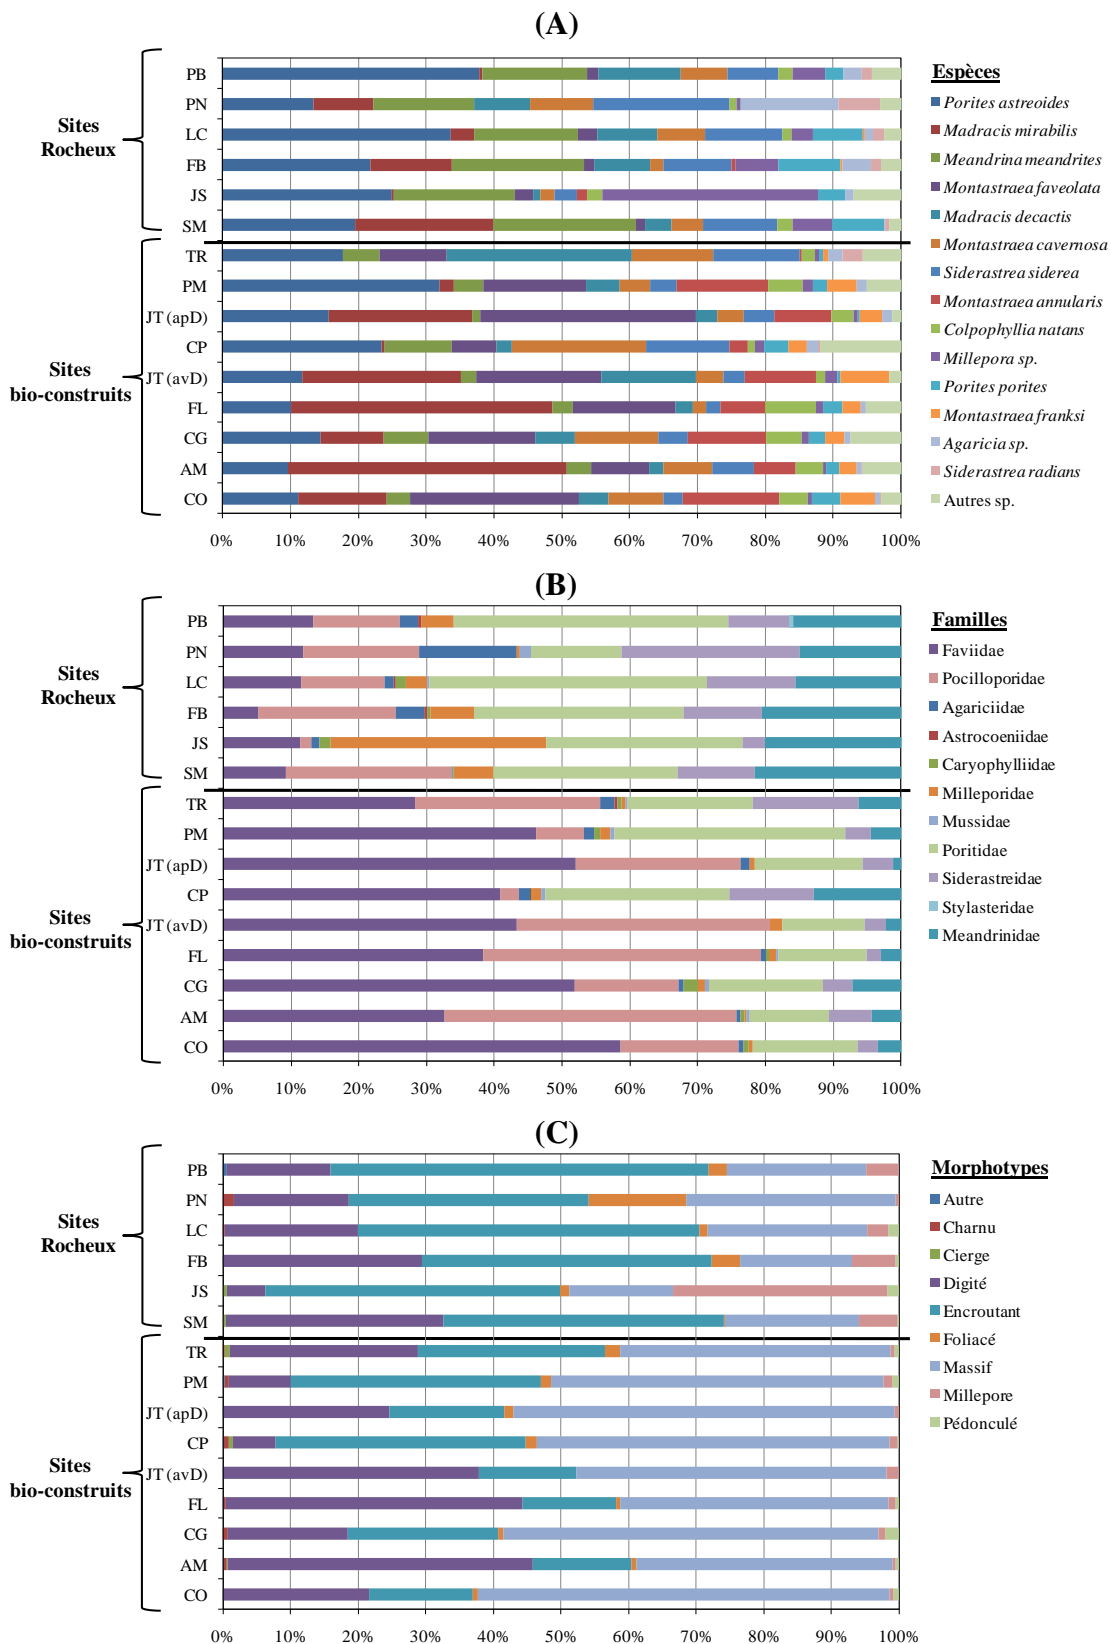 (A)
Sites
Rocheux
Sites
bio-construits
PB
PN
LC
FB
JS
SM
TR
PM
JT (apD)
CP
JT (avD)
FL
CG
AM
CO
0% 10% 20% 30% 40% 50% 60% 70% 80% 90% 100%
Espèces
Porites astreoides
Madracis mirabilis
Meandrina meandrites
Montastraea faveolata
Madracis decactis
Montastraea cavernosa
Siderastrea siderea
Montastraea annularis
Colpophyllia natans
Millepora sp.
Porites porites
Montastraea franksi
Agaricia sp.
Siderastrea radians
Autres sp.
(B)
Sites
Rocheux
Sites
bio-construits
PB
PN
LC
FB
JS
SM
TR
PM
JT (apD)
CP
JT (avD)
FL
CG
AM
CO
0% 10% 20% 30% 40% 50% 60% 70% 80% 90% 100%
Familles
Faviidae
Pocilloporidae
Agariciidae
Astrocoeniidae
Caryophylliidae
Milleporidae
Mussidae
Poritidae
Siderastreidae
Stylasteridae
Meandrinidae
(C)
Sites
Rocheux
Sites
bio-construits
PB
PN
LC
FB
JS
SM
TR
PM
JT (apD)
CP
JT (avD)
FL
CG
AM
CO
0% 10% 20% 30% 40% 50% 60% 70% 80% 90% 100%
Morphotypes
Autre
Charnu
Cierge
Digité
Encroutant
Foliacé
Massif
Millepore
Pédonculé